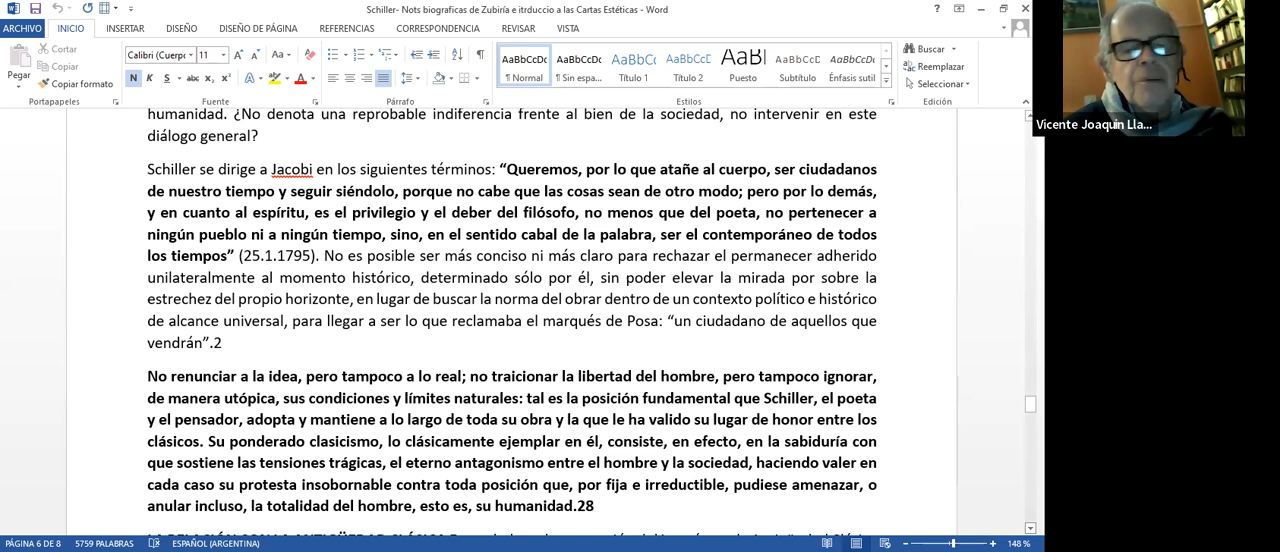 Schiller- Nots biograficas de Zubiría e itrduccio a las Cartas Estéticas - Word
ARCHIVO INICIO INSERTAR DISEÑO DISEÑO DE PÁGINA REFERENCIAS CORRESPONDENCIA REVISAR VISTA
Pegar
Cortar
Copiar
Copiar formato
Portapapeles
Calibri (Cuerpo 11
N K S abc x₂ x²
Fuente
Párrafo
AaBbCcDc AaBbCcDc AaBbCc AaBbCcD AaBl AaBbCcD AaBbCcDc
¶ Normal ¶ Sin espa... Título 1 Título 2 Puesto Subtítulo Énfasis sutil
Estilos
Buscar
Reemplazar
Seleccionar
Edición
Vicente Joaquin Lla...
humanidad. ¿No denota una reprobable indiferencia frente al bien de la sociedad, no intervenir en este
diálogo general?
Schiller se dirige a Jacobi en los siguientes términos: “Queremos, por lo que atañe al cuerpo, ser ciudadanos
de nuestro tiempo y seguir siéndolo, porque no cabe que las cosas sean de otro modo; pero por lo demás,
y en cuanto al espíritu, es el privilegio y el deber del filósofo, no menos que del poeta, no pertenecer a
ningún pueblo ni a ningún tiempo, sino, en el sentido cabal de la palabra, ser el contemporáneo de todos
los tiempos” (25.1.1795). No es posible ser más conciso ni más claro para rechazar el permanecer adherido
unilateralmente al momento histórico, determinado sólo por él, sin poder elevar la mirada por sobre la
estrechez del propio horizonte, en lugar de buscar la norma del obrar dentro de un contexto político e histórico
de alcance universal, para llegar a ser lo que reclamaba el marqués de Posa: “un ciudadano de aquellos que
vendrán”.2
No renunciar a la idea, pero tampoco a lo real; no traicionar la libertad del hombre, pero tampoco ignorar,
de manera utópica, sus condiciones y límites naturales: tal es la posición fundamental que Schiller, el poeta
y el pensador, adopta y mantiene a lo largo de toda su obra y la que le ha valido su lugar de honor entre los
clásicos. Su ponderado clasicismo, lo clásicamente ejemplar en él, consiste, en efecto, en la sabiduría con
que sostiene las tensiones trágicas, el eterno antagonismo entre el hombre y la sociedad, haciendo valer en
cada caso su protesta insobornable contra toda posición que, por fija e irreductible, pudiese amenazar, o
anular incluso, la totalidad del hombre, esto es, su humanidad.28
PÁGINA 6 DE 8 5759 PALABRAS ESPAÑOL (ARGENTINA) 148 %